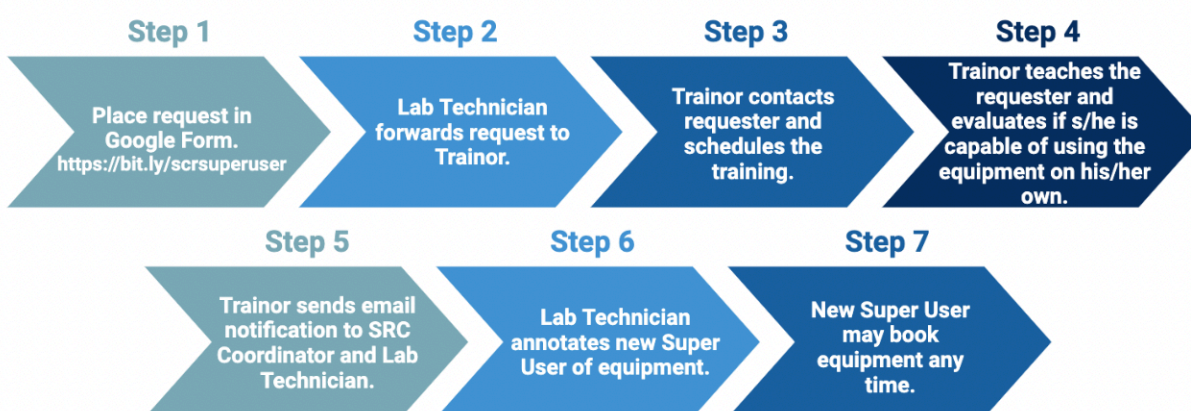 Step 1
Place request in
Google Form.
https://bit.ly/scrsuperuser
Step 2
Lab Technician
forwards request to
Trainor.
Step 3
Trainor contacts
requester and
schedules the
training.
Step 4
Trainor teaches the
requester and
evaluates if s/he is
capable of using the
equipment on his/her
own.
Step 5
Trainor sends email
notification to SRC
Coordinator and Lab
Technician.
Step 6
Lab Technician
annotates new Super
User of equipment.
Step 7
New Super User
may book
equipment any
time.